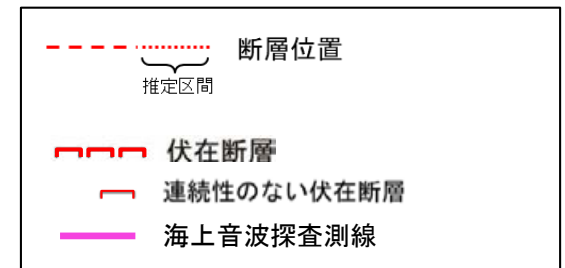 断層位置
推定区間
伏在断層
連続性のない伏在断層
海上音波探査測線